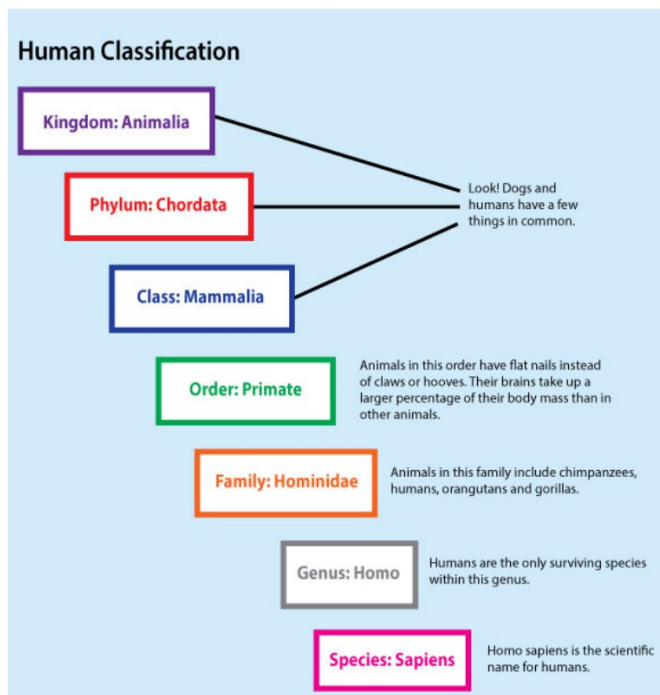 Human Classification
Kingdom: Animalia
Phylum: Chordata
Look! Dogs and
humans have a few
things in common.
Class: Mammalia
Order: Primate
Animals in this order have flat nails instead
of claws or hooves. Their brains take up a
larger percentage of their body mass than in
other animals.
Family: Hominidae
Animals in this family include chimpanzees,
humans, orangutans and gorillas.
Genus: Homo
Humans are the only surviving species
within this genus.
Species: Sapiens
Homo sapiens is the scientific
name for humans.